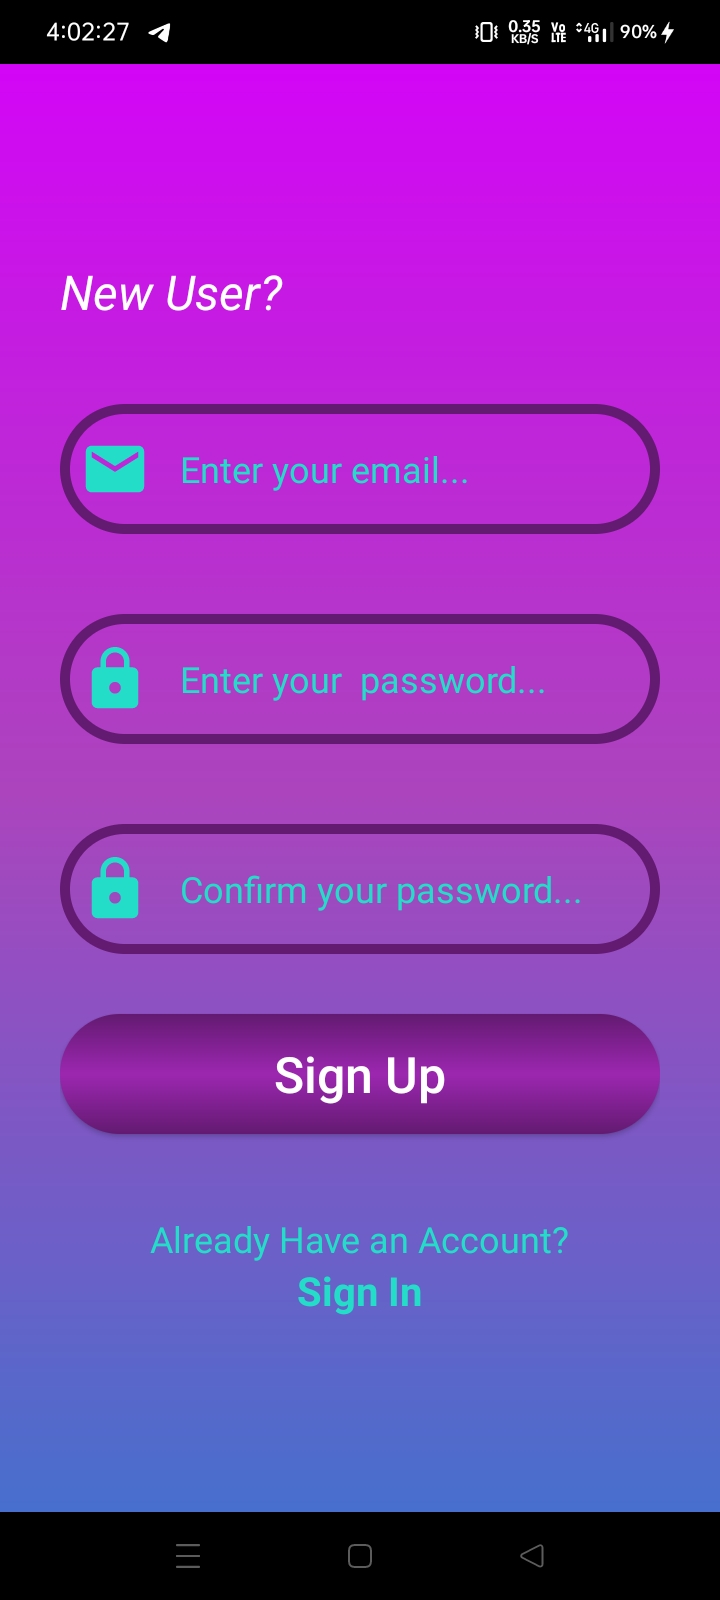 4:02:27 0.35 KB/S Vo LTE 4G 90%
New User?
Enter your email...
Enter your  password...
Confirm your password...
Sign Up
Already Have an Account?
Sign In